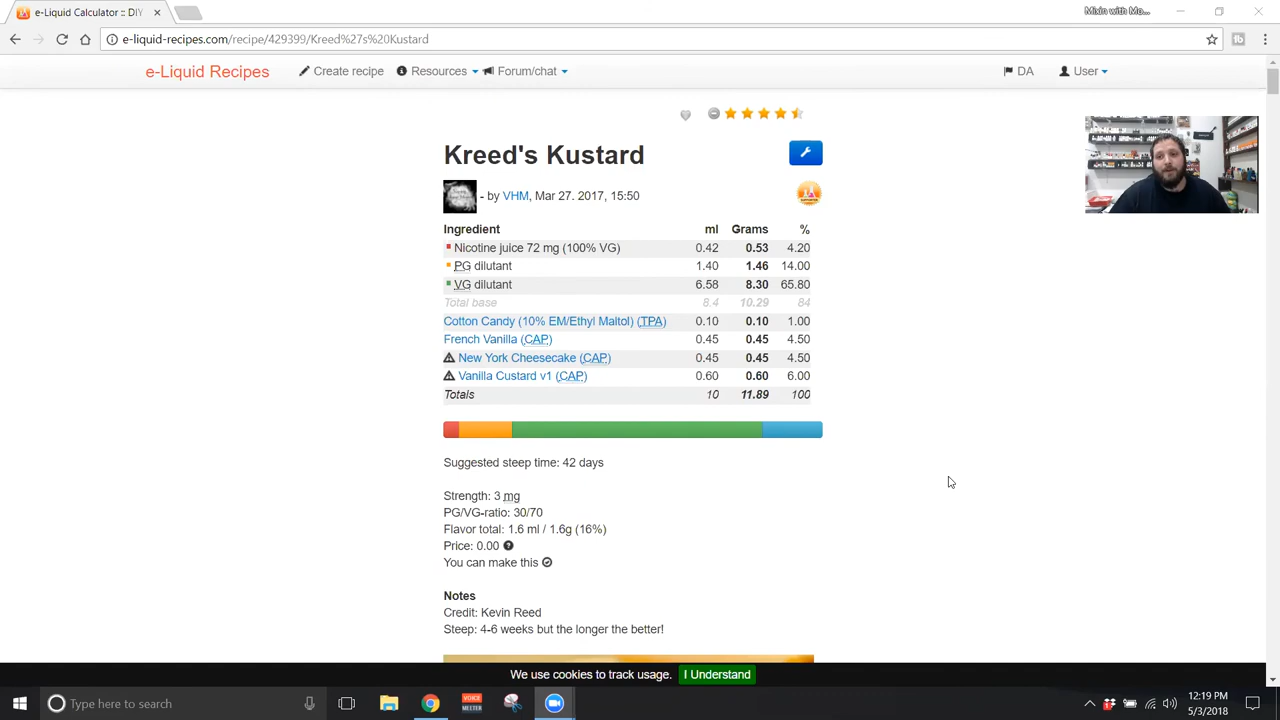 e-Liquid Calculator :: DIY
Mixin with Mo...
e-liquid-recipes.com/recipe/429399/Kreed%27s%20Kustard
e-Liquid Recipes
Create recipe
Resources
Forum/chat
DA
User
Kreed's Kustard
- by VHM, Mar 27. 2017, 15:50
Ingredient ml Grams %
Nicotine juice 72 mg (100% VG) 0.42 0.53 4.20
PG dilutant 1.40 1.46 14.00
VG dilutant 6.58 8.30 65.80
Total base 8.4 10.29 84
Cotton Candy (10% EM/Ethyl Maltol) (TPA) 0.10 0.10 1.00
French Vanilla (CAP) 0.45 0.45 4.50
New York Cheesecake (CAP) 0.45 0.45 4.50
Vanilla Custard v1 (CAP) 0.60 0.60 6.00
Totals 10 11.89 100
Suggested steep time: 42 days
Strength: 3 mg
PG/VG-ratio: 30/70
Flavor total: 1.6 ml / 1.6g (16%)
Price: 0.00
You can make this
Notes
Credit: Kevin Reed
Steep: 4-6 weeks but the longer the better!
We use cookies to track usage. I Understand
Type here to search
VOICE
MEETER
12:19 PM
5/3/2018